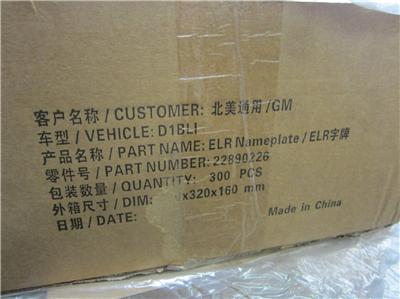 客户名称 / CUSTOMER: 北美通用 /GM
车型 / VEHICLE: D1BLI
产品名称 / PART NAME: ELR Nameplate / ELR字牌
零件号 / PART NUMBER: 22890226
包装数量 / QUANTITY: 300 PCS
外箱尺寸 / DIM: x320x160 mm
日期 / DATE:
Made in China